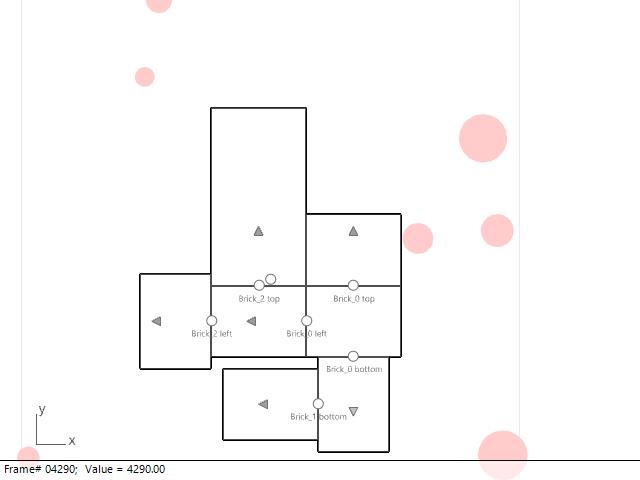 Brick_2 top
Brick_0 top
Brick_2 left
Brick_0 left
Brick_0 bottom
Brick_1 bottom
y
x
Frame# 04290;  Value = 4290.00